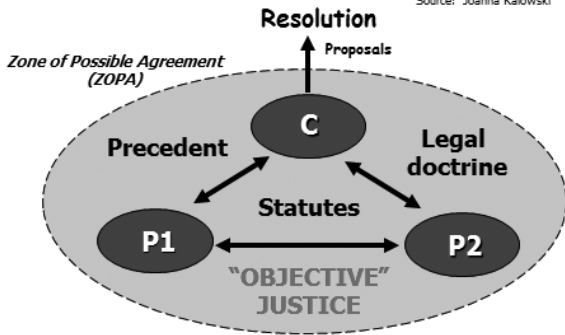 Source: Joanna Kalowski
Resolution
Proposals
Zone of Possible Agreement
(ZOPA)
C
Precedent
Legal
doctrine
Statutes
P1
P2
“OBJECTIVE”
JUSTICE